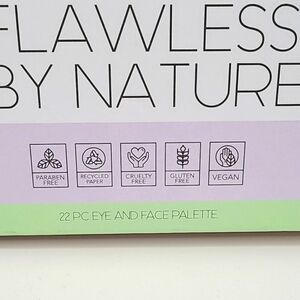 FLAWLESS
BY NATURE
PARABEN FREE
RECYCLED PAPER
CRUELTY FREE
GLUTEN FREE
VEGAN
22 PC EYE AND FACE PALETTE